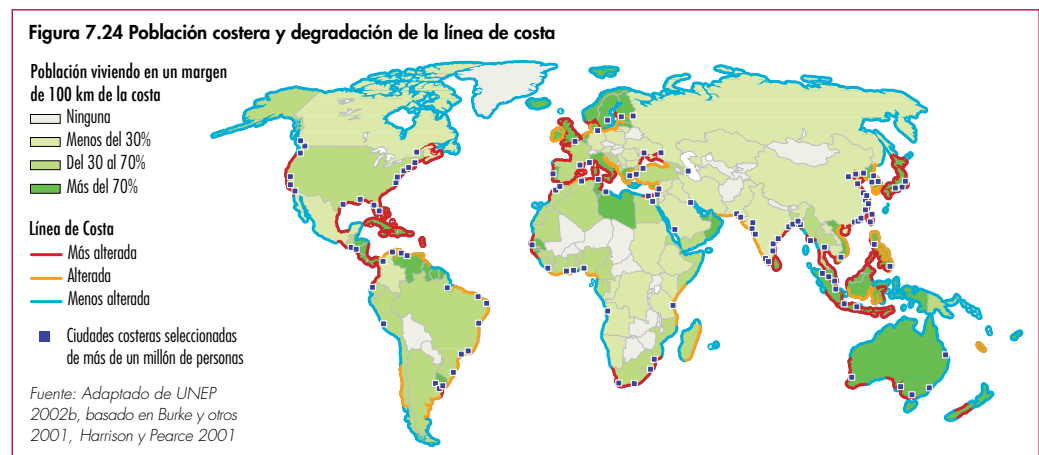 Figura 7.24 Población costera y degradación de la línea de costa
Población viviendo en un margen
de 100 km de la costa
Ninguna
Menos del 30%
Del 30 al 70%
Más del 70%
Línea de Costa
Más alterada
Alterada
Menos alterada
Ciudades costeras seleccionadas
de más de un millón de personas
Fuente: Adaptado de UNEP
2002b, basado en Burke y otros
2001, Harrison y Pearce 2001